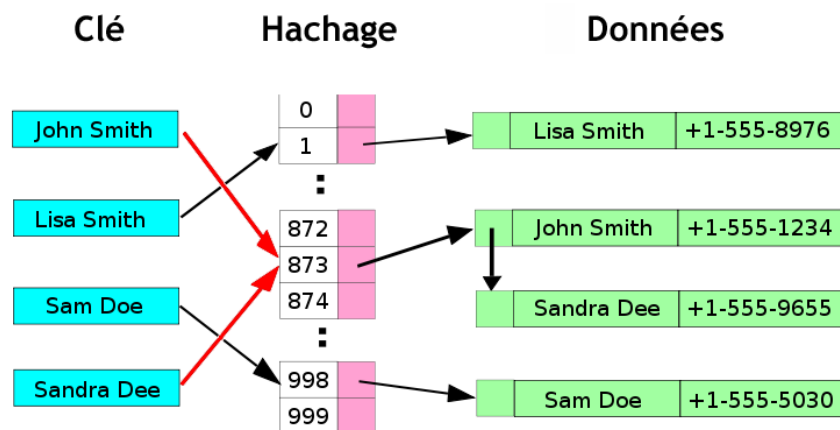 Clé Hachage Données
0
John Smith
1 Lisa Smith +1-555-8976
:
Lisa Smith
872 John Smith +1-555-1234
873
874
Sam Doe Sandra Dee +1-555-9655
:
Sandra Dee
998 Sam Doe +1-555-5030
999